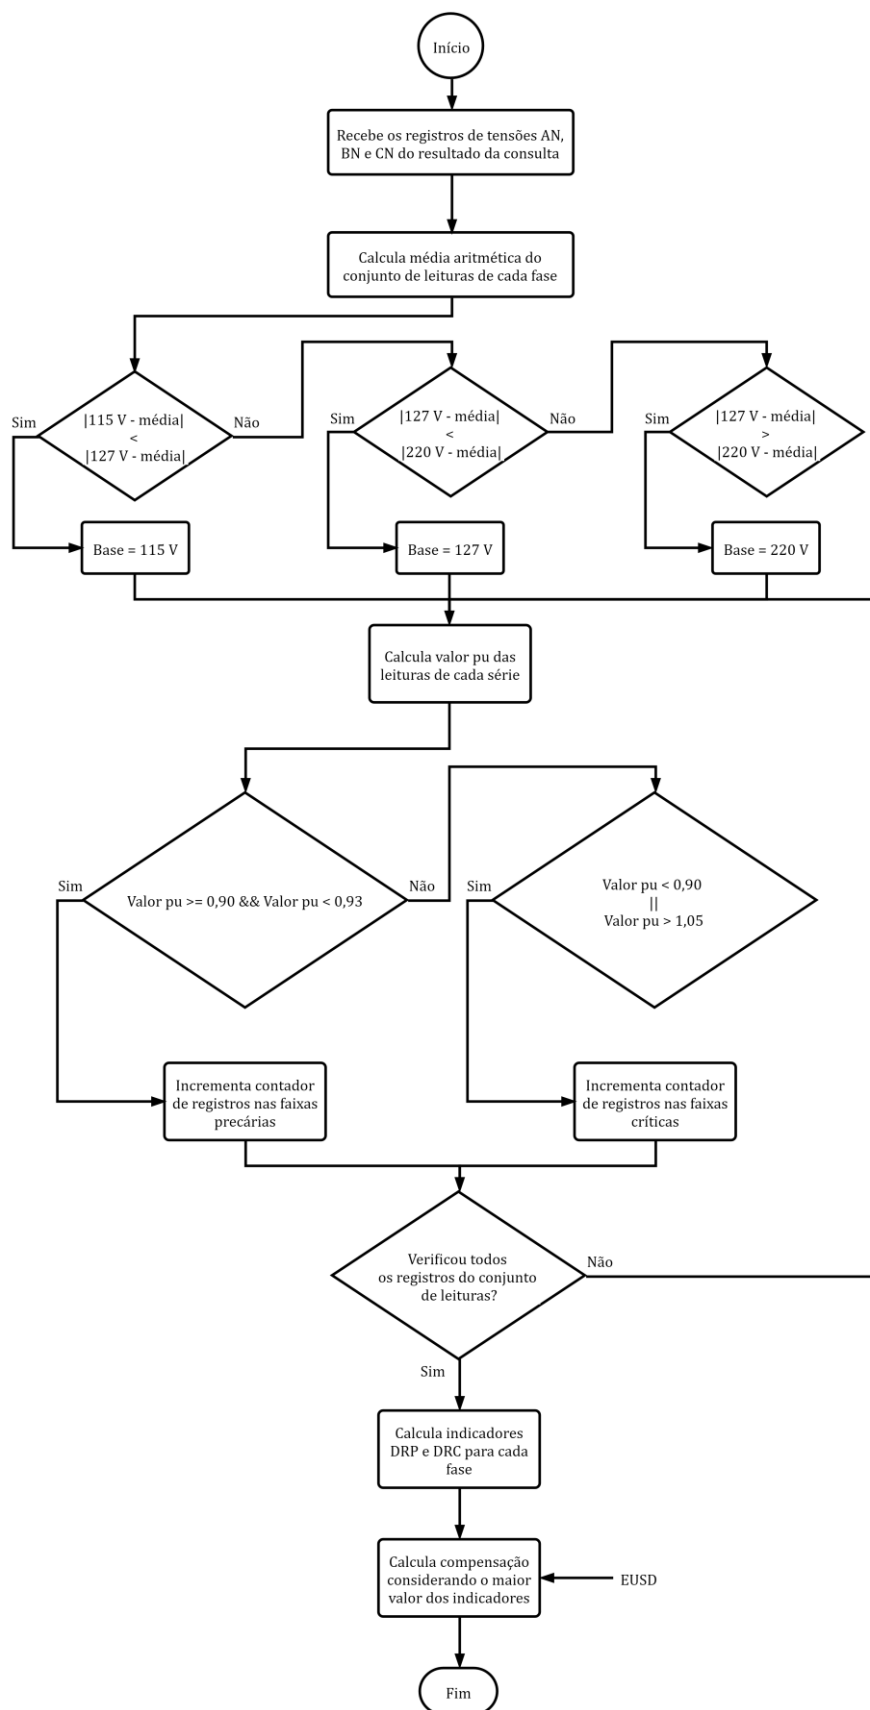 Início
Recebe os registros de tensões AN,
BN e CN do resultado da consulta
Calcula média aritmética do
conjunto de leituras de cada fase
Sim
|115 V - média|
<
|127 V - média|
Não
Sim
|127 V - média|
<
|220 V - média|
Não
Sim
|127 V - média|
>
|220 V - média|
Base = 115 V
Base = 127 V
Base = 220 V
Calcula valor pu das
leituras de cada série
Sim
Valor pu >= 0,90 && Valor pu < 0,93
Não
Sim
Valor pu < 0,90
||
Valor pu > 1,05
Incrementa contador
de registros nas faixas
precárias
Incrementa contador
de registros nas faixas
críticas
Verificou todos
os registros do conjunto
de leituras?
Não
Sim
Calcula indicadores
DRP e DRC para cada
fase
Calcula compensação
considerando o maior
valor dos indicadores
EUSD
Fim